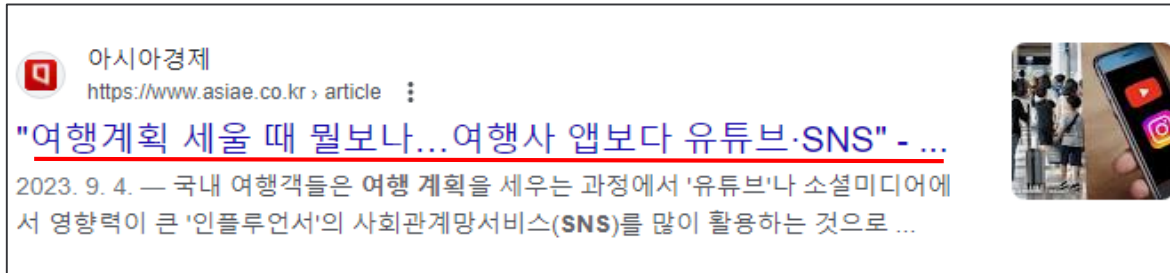 아시아경제
https://www.asiae.co.kr › article
"여행계획 세울 때 뭘보나...여행사 앱보다 유튜브·SNS" - ...
2023. 9. 4. — 국내 여행객들은 여행 계획을 세우는 과정에서 '유튜브'나 소셜미디어에
서 영향력이 큰 '인플루언서'의 사회관계망서비스(SNS)를 많이 활용하는 것으로 ...